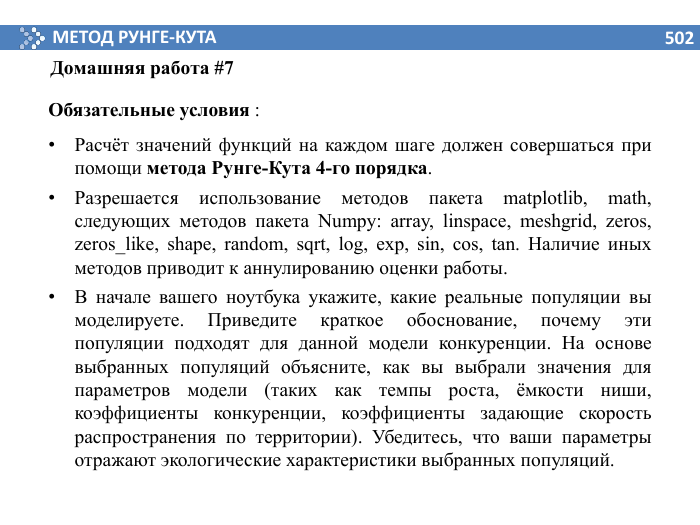 МЕТОД РУНГЕ-КУТА
502
Домашняя работа #7
Обязательные условия :
• Расчёт значений функций на каждом шаге должен совершаться при
помощи метода Рунге-Кута 4-го порядка.
• Разрешается использование методов пакета matplotlib, math,
следующих методов пакета Numpy: array, linspace, meshgrid, zeros,
zeros_like, shape, random, sqrt, log, exp, sin, cos, tan. Наличие иных
методов приводит к аннулированию оценки работы.
• В начале вашего ноутбука укажите, какие реальные популяции вы
моделируете. Приведите краткое обоснование, почему эти
популяции подходят для данной модели конкуренции. На основе
выбранных популяций объясните, как вы выбрали значения для
параметров модели (таких как темпы роста, ёмкости ниши,
коэффициенты конкуренции, коэффициенты задающие скорость
распространения по территории). Убедитесь, что ваши параметры
отражают экологические характеристики выбранных популяций.